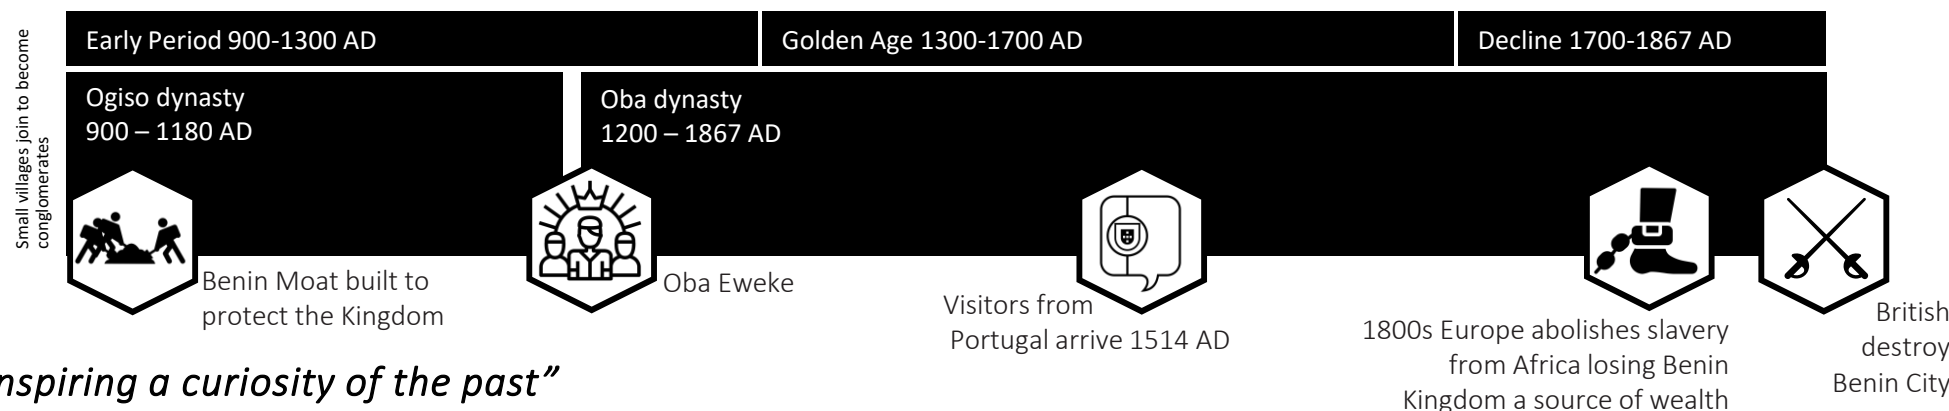 Small villages join to become
conglomerates
Early Period 900-1300 AD
Golden Age 1300-1700 AD
Decline 1700-1867 AD
Ogiso dynasty
900 – 1180 AD
Oba dynasty
1200 – 1867 AD
Benin Moat built to
protect the Kingdom
Oba Eweke
Visitors from
Portugal arrive 1514 AD
1800s Europe abolishes slavery
from Africa losing Benin
Kingdom a source of wealth
British
destroy
Benin City
nspiring a curiosity of the past”